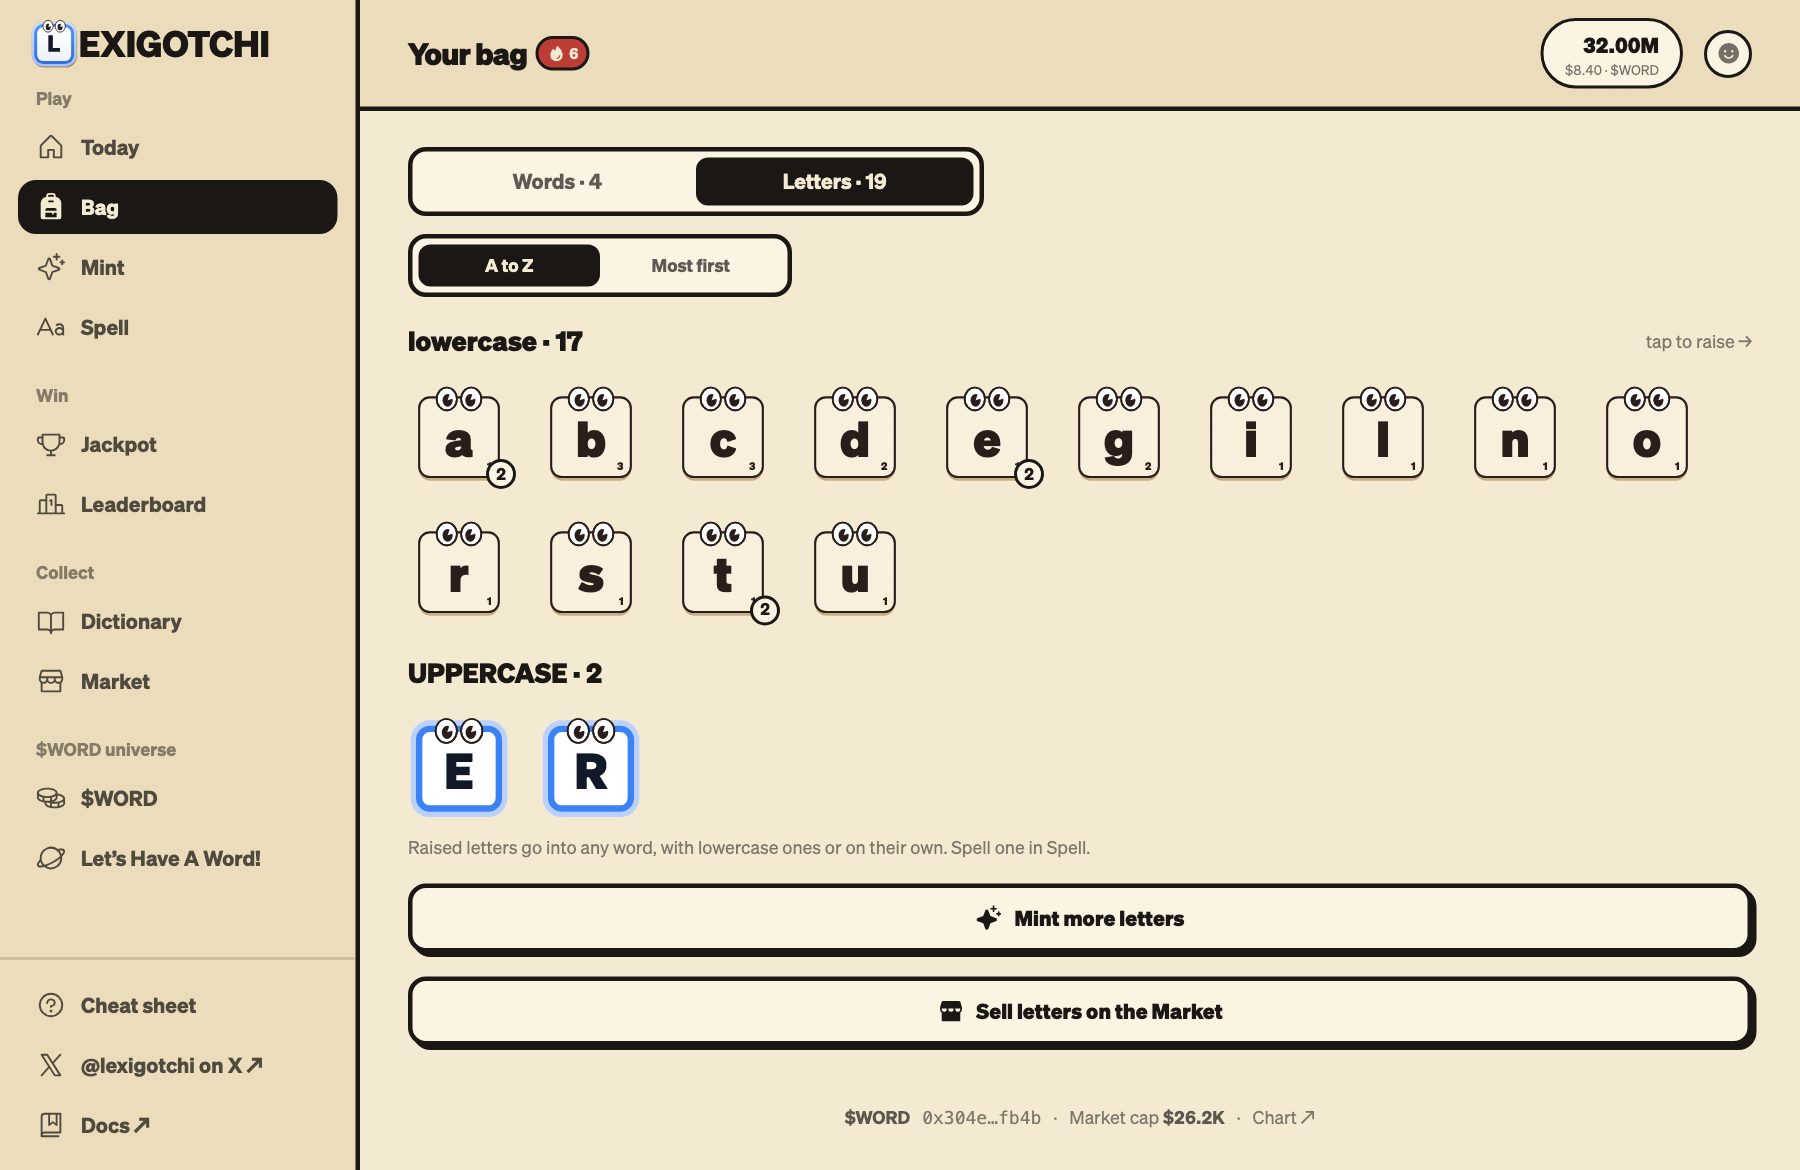 LEXIGOTCHI
Play
Today
Bag
Mint
Spell
Win
Jackpot
Leaderboard
Collect
Dictionary
Market
$WORD universe
$WORD
Let's Have A Word!
Cheat sheet
@lexigotchi on X ↗
Docs ↗
Your bag 6
32.00M
$8.40 · $WORD
Words · 4 Letters · 19
A to Z Most first
lowercase · 17 tap to raise →
a 2 b 3 c 3 d 2 e 2 g 2 i 1 l 1 n 1 o 1
r 1 s 1 t 2 u 1
UPPERCASE · 2
E R
Raised letters go into any word, with lowercase ones or on their own. Spell one in Spell.
Mint more letters
Sell letters on the Market
$WORD 0x304e…fb4b · Market cap $26.2K · Chart ↗